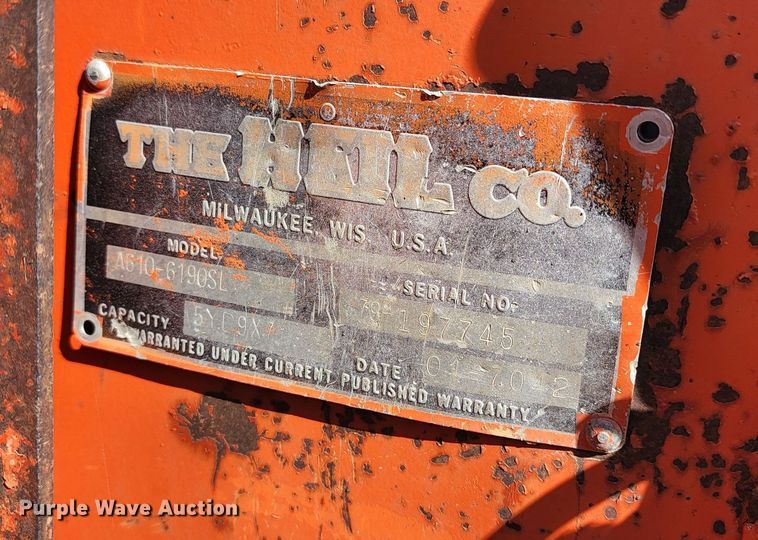 THE HEIL CO.
MILWAUKEE, WIS. U.S.A.
MODEL
SERIAL NO.
A510-6190SL
197745
CAPACITY
DATE
WARRANTED UNDER CURRENT PUBLISHED WARRANTY
Purple Wave Auction